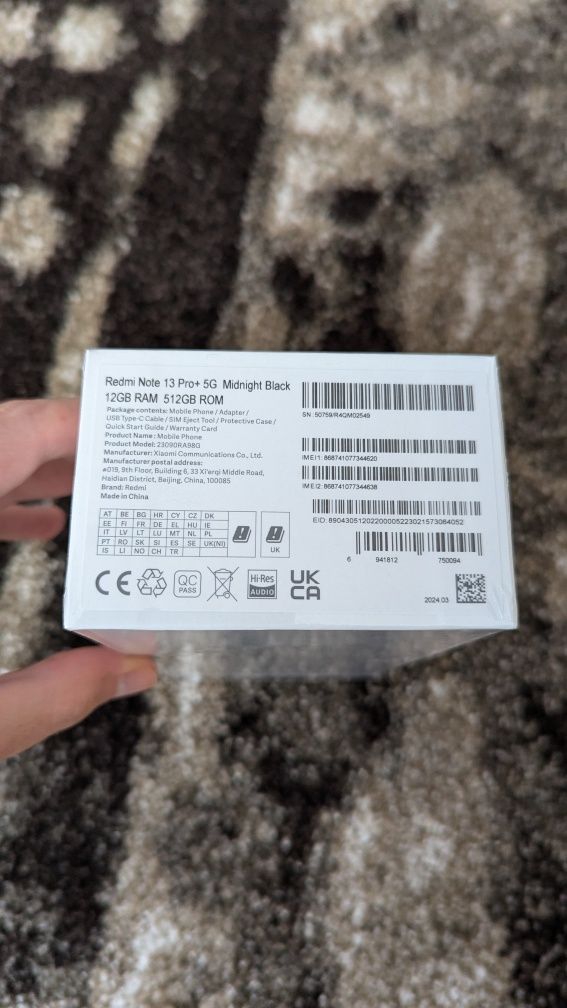 Redmi Note 13 Pro+ 5G Midnight Black
12GB RAM 512GB ROM
Package contents: Mobile Phone / Adapter /
USB Type-C Cable / SIM Eject Tool / Protective Case /
Quick Start Guide / Warranty Card
Product Name: Mobile Phone
Product Model: 23090RA98G
Manufacturer: Xiaomi Communications Co., Ltd.
Manufacturer postal address:
#019, 9th Floor, Building 6, 33 Xi'erqi Middle Road,
Haidian District, Beijing, China, 100085
Brand: Redmi
Made in China
AT BE BG HR CY CZ DK
EE FI FR DE EL HU IE
IT LV LT LU MT NL PL
PT RO SK SI ES SE UK(NI)
IS LI NO CH TR
UK
CE
QC
PASS
Hi-Res
AUDIO
UK
CA
SN: 50759/R4QM02549
IMEI1: 868741077344620
IMEI2: 868741077344638
EID: 89043051202200005223021573084052
6 941812 750094
2024.03